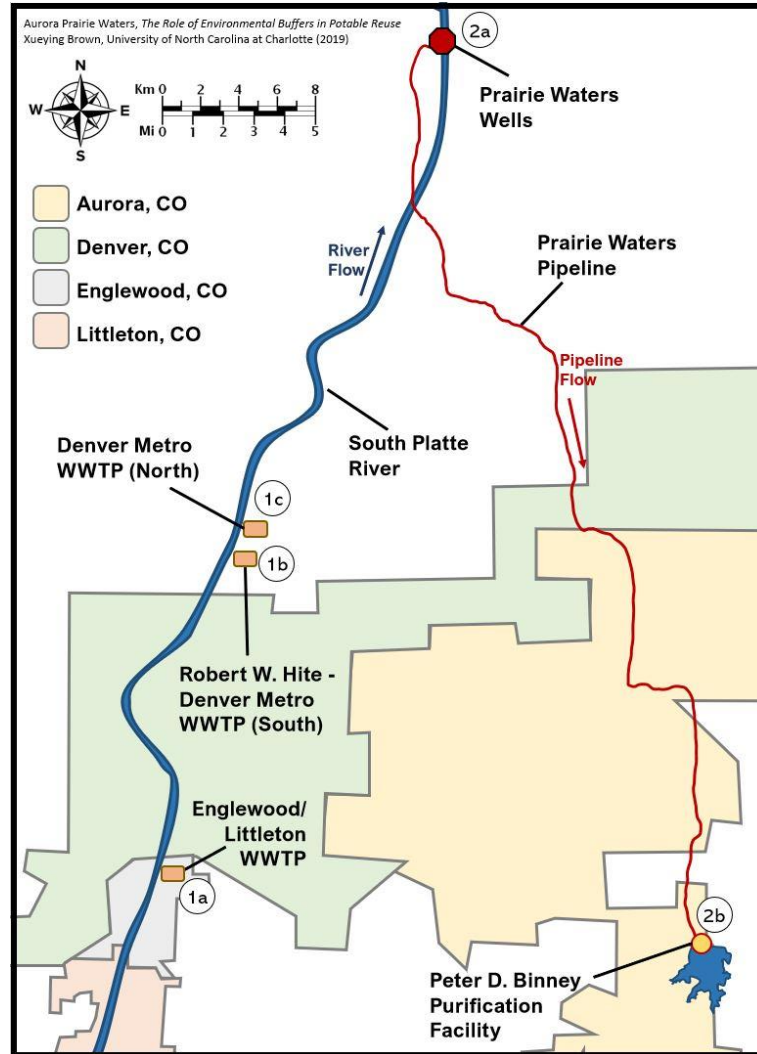 Aurora Prairie Waters, The Role of Environmental Buffers in Potable Reuse
Xueying Brown, University of North Carolina at Charlotte (2019)
2a
Prairie Waters
Wells
N
W E
S
Km 0 2 4 6 8
Mi 0 1 2 3 4 5
Aurora, CO
Denver, CO
Englewood, CO
Littleton, CO
River
Flow
Prairie Waters
Pipeline
Pipeline
Flow
South Platte
River
Denver Metro
WWTP (North)
1c
1b
Robert W. Hite -
Denver Metro
WWTP (South)
Englewood/
Littleton
WWTP
1a
2b
Peter D. Binney
Purification
Facility